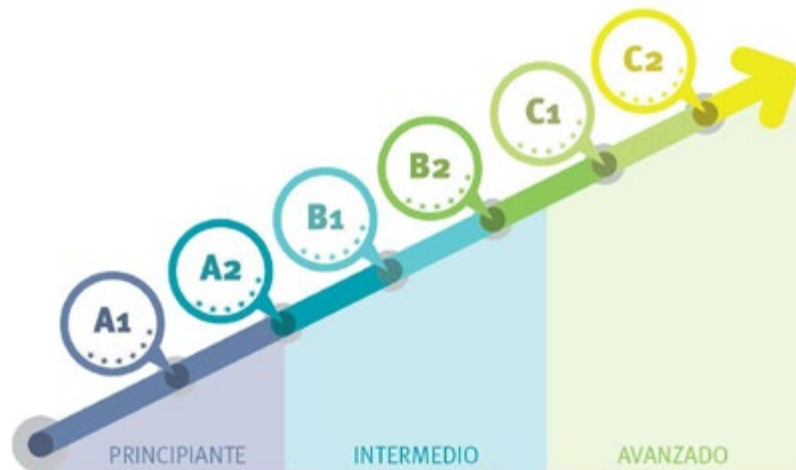 A1
A2
B1
B2
C1
C2
PRINCIPIANTE
INTERMEDIO
AVANZADO